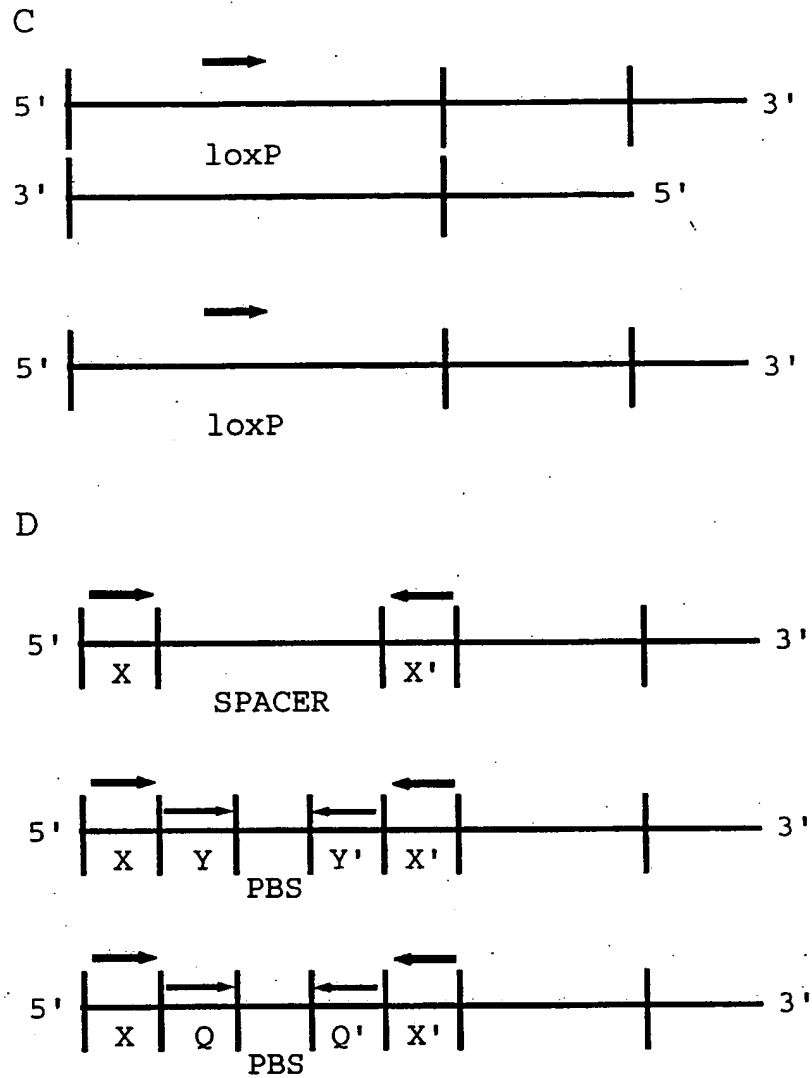 C
5' 3'
loxP
3' 5'
5' 3'
loxP
D
5' 3'
X X'
SPACER
5' 3'
X Y Y' X'
PBS
5' 3'
X Q Q' X'
PBS